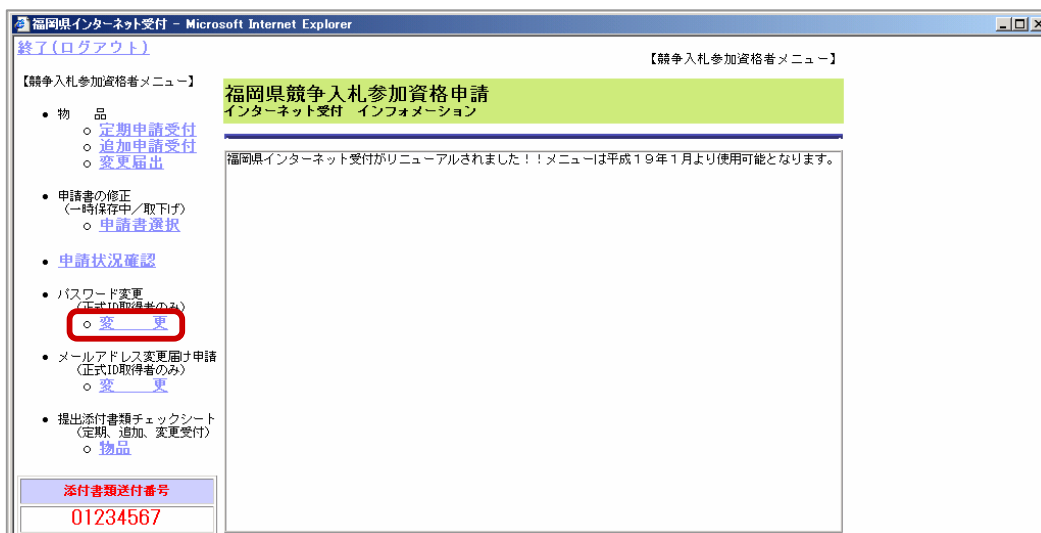 福岡県インターネット受付 - Microsoft Internet Explorer
終了(ログアウト)
【競争入札参加資格者メニュー】
【競争入札参加資格者メニュー】
福岡県競争入札参加資格申請
インターネット受付 インフォメーション
• 物 品
○ 定期申請受付
○ 追加申請受付
○ 変更届出
福岡県インターネット受付がリニューアルされました!!メニューは平成19年1月より使用可能となります。
• 申請書の修正
(一時保存中/取下げ)
○ 申請書選択
• 申請状況確認
• パスワード変更
(正式ID取得者のみ)
○ 変 更
• メールアドレス変更届け申請
(正式ID取得者のみ)
○ 変 更
• 提出添付書類チェックシート
(定期、追加、変更受付)
○ 物品
添付書類送付番号
01234567